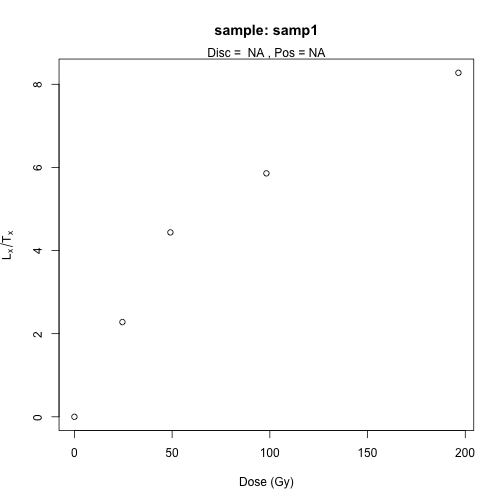 sample: samp1
Disc =  NA , Pos = NA
8
6
4
2
0
Lx/Tx
0 50 100 150 200
Dose (Gy)